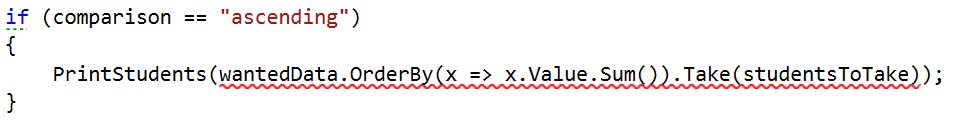 if (comparison == "ascending")
{
    PrintStudents(wantedData.OrderBy(x => x.Value.Sum()).Take(studentsToTake));
}